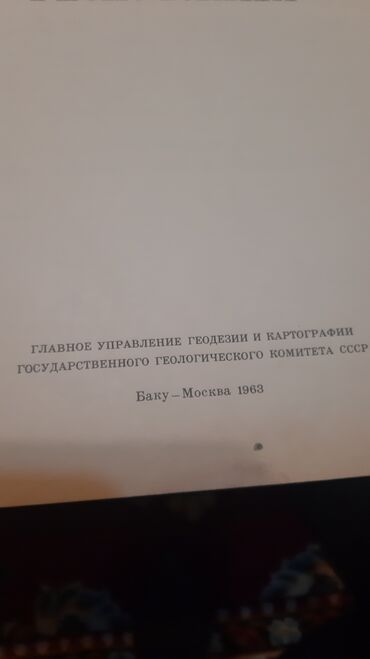 ГЛАВНОЕ УПРАВЛЕНИЕ ГЕОДЕЗИИ И КАРТОГРАФИИ
ГОСУДАРСТВЕННОГО ГЕОЛОГИЧЕСКОГО КОМИТЕТА СССР
Баку — Москва 1963